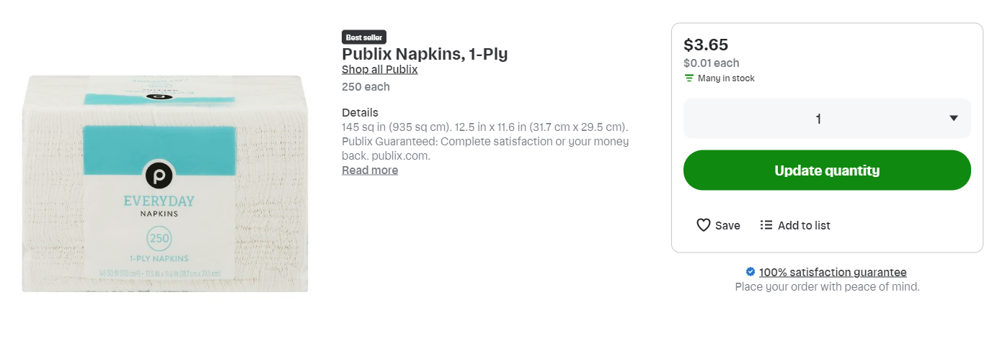 EVERYDAY
NAPKINS
250
1-PLY NAPKINS
145 SQ IN (935 cm²) • 12.5 IN x 11.6 IN (31.7 cm x 29.5 cm)
Best seller
Publix Napkins, 1-Ply
Shop all Publix
250 each
Details
145 sq in (935 sq cm). 12.5 in x 11.6 in (31.7 cm x 29.5 cm).
Publix Guaranteed: Complete satisfaction or your money
back. publix.com.
Read more
$3.65
$0.01 each
Many in stock
1
Update quantity
Save
Add to list
100% satisfaction guarantee
Place your order with peace of mind.